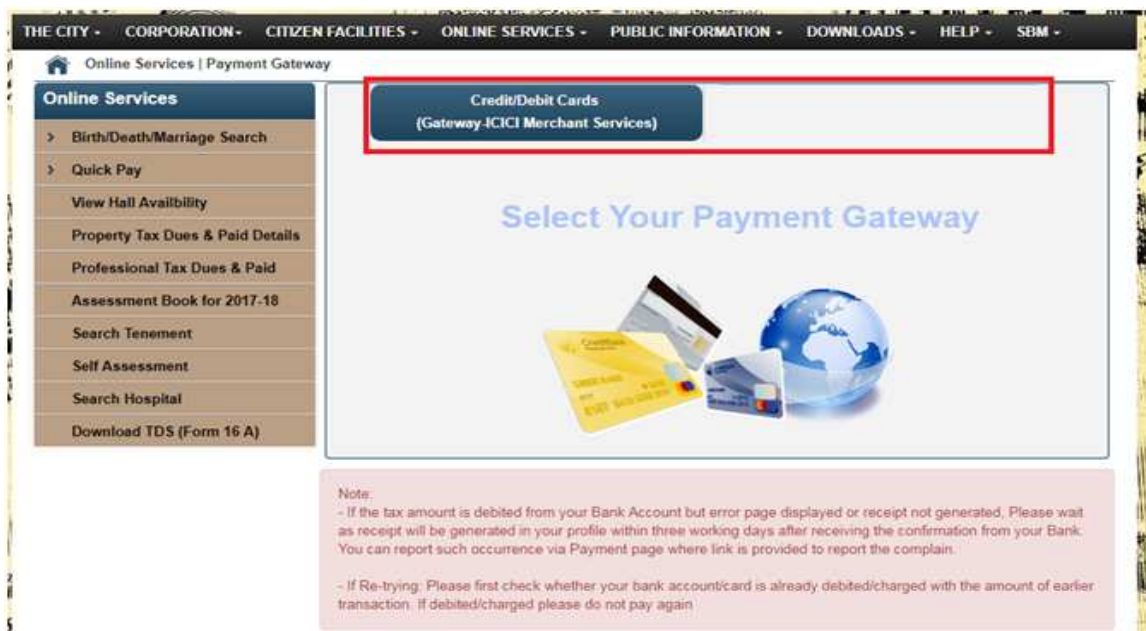 THE CITY - CORPORATION- CITIZEN FACILITIES - ONLINE SERVICES - PUBLIC INFORMATION - DOWNLOADS - HELP - SBM -
Online Services | Payment Gateway
Online Services
> Birth/Death/Marriage Search
> Quick Pay
View Hall Availbility
Property Tax Dues & Paid Details
Professional Tax Dues & Paid
Assessment Book for 2017-18
Search Tenement
Self Assessment
Search Hospital
Download TDS (Form 16 A)
Credit/Debit Cards
(Gateway-ICICI Merchant Services)
Select Your Payment Gateway
Note:
- If the tax amount is debited from your Bank Account but error page displayed or receipt not generated, Please wait
as receipt will be generated in your profile within three working days after receiving the confirmation from your Bank.
You can report such occurrence via Payment page where link is provided to report the complain.
- If Re-trying: Please first check whether your bank account/card is already debited/charged with the amount of earlier
transaction. If debited/charged please do not pay again